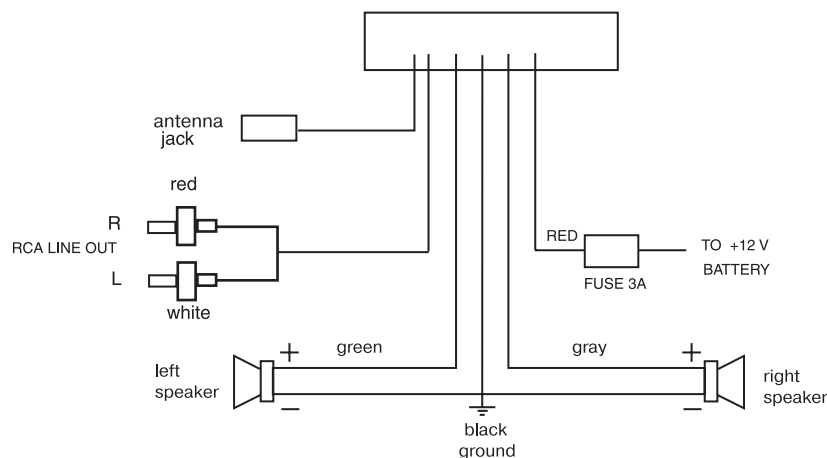 antenna
jack
red
R
RCA LINE OUT
L
white
RED
FUSE 3A
TO +12 V
BATTERY
left
speaker
+
green
−
gray
+
−
right
speaker
black
ground